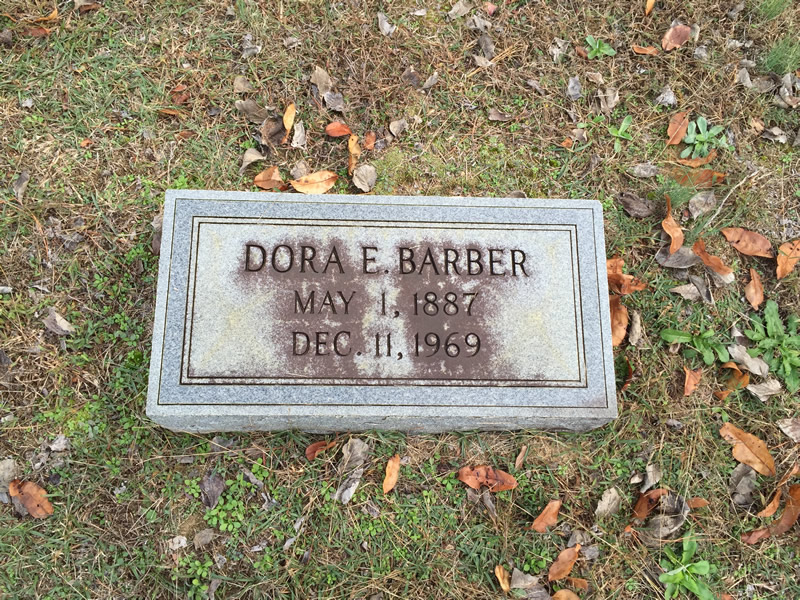 DORA E. BARBER
MAY 1, 1887
DEC. 11, 1969